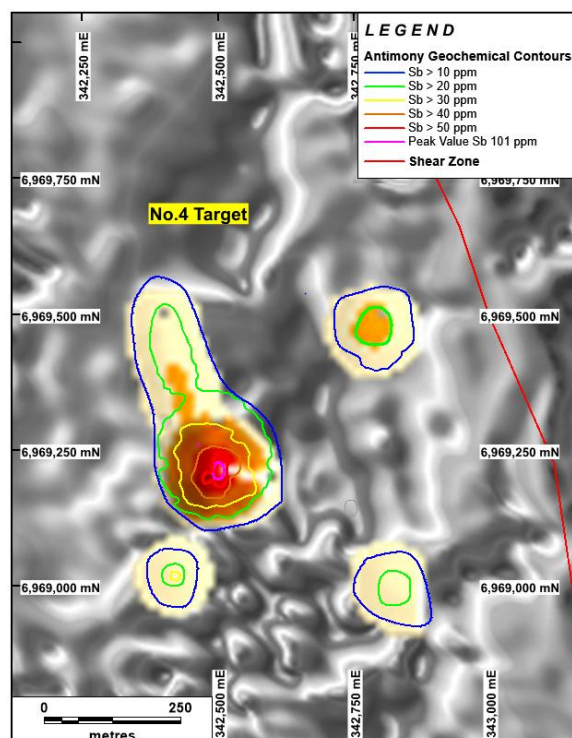 LEGEND
Antimony Geochemical Contours
Sb > 10 ppm
Sb > 20 ppm
Sb > 30 ppm
Sb > 40 ppm
Sb > 50 ppm
Peak Value Sb 101 ppm
Shear Zone
342,250 mE
342,500 mE
342,750 mE
6,969,750 mN
6,969,750 mN
No.4 Target
6,969,500 mN
6,969,500 mN
6,969,250 mN
6,969,250 mN
6,969,000 mN
6,969,000 mN
342,500 mE
342,750 mE
343,000 mE
0 250
metres